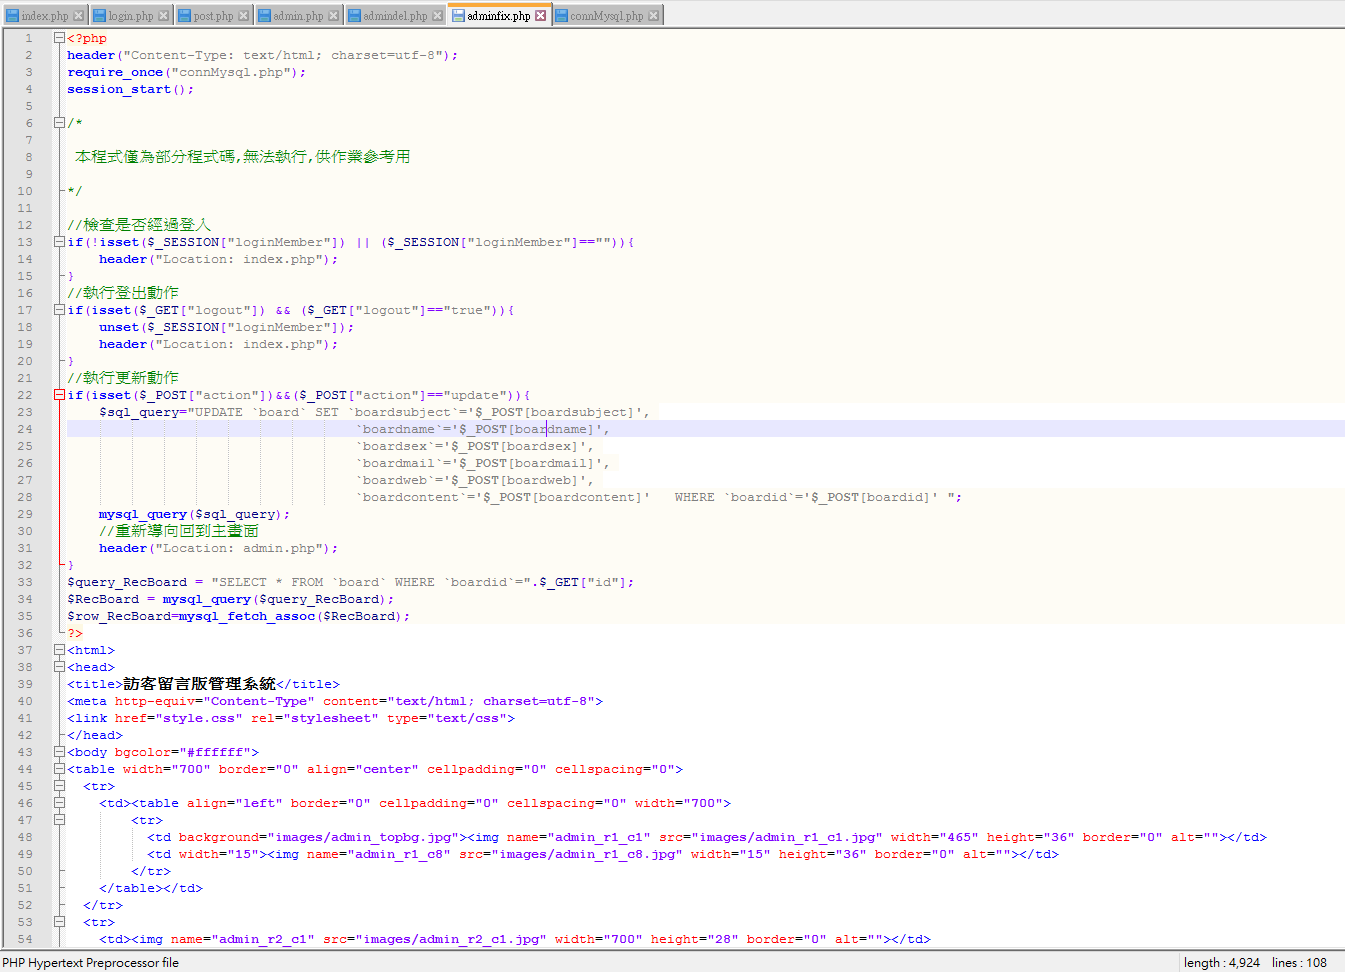 index.php login.php post.php admin.php admindel.php adminfix.php connMysql.php
1 <?php
2 header("Content-Type: text/html; charset=utf-8");
3 require_once("connMysql.php");
4 session_start();
5
6 /*
7
8 本程式僅為部分程式碼,無法執行,供作業參考用
9
10 */
11
12 //檢查是否經過登入
13 if(!isset($_SESSION["loginMember"]) || ($_SESSION["loginMember"]=="")){
14 header("Location: index.php");
15 }
16 //執行登出動作
17 if(isset($_GET["logout"]) && ($_GET["logout"]=="true")){
18 unset($_SESSION["loginMember"]);
19 header("Location: index.php");
20 }
21 //執行更新動作
22 if(isset($_POST["action"])&&($_POST["action"]=="update")){
23 $sql_query="UPDATE `board` SET `boardsubject`='$_POST[boardsubject]',
24 `boardname`='$_POST[boardname]',
25 `boardsex`='$_POST[boardsex]',
26 `boardmail`='$_POST[boardmail]',
27 `boardweb`='$_POST[boardweb]',
28 `boardcontent`='$_POST[boardcontent]' WHERE `boardid`='$_POST[boardid]' ";
29 mysql_query($sql_query);
30 //重新導向回到主畫面
31 header("Location: admin.php");
32 }
33 $query_RecBoard = "SELECT * FROM `board` WHERE `boardid`=".$_GET["id"];
34 $RecBoard = mysql_query($query_RecBoard);
35 $row_RecBoard=mysql_fetch_assoc($RecBoard);
36 ?>
37 <html>
38 <head>
39 <title>訪客留言版管理系統</title>
40 <meta http-equiv="Content-Type" content="text/html; charset=utf-8">
41 <link href="style.css" rel="stylesheet" type="text/css">
42 </head>
43 <body bgcolor="#ffffff">
44 <table width="700" border="0" align="center" cellpadding="0" cellspacing="0">
45 <tr>
46 <td><table align="left" border="0" cellpadding="0" cellspacing="0" width="700">
47 <tr>
48 <td background="images/admin_topbg.jpg"><img name="admin_r1_c1" src="images/admin_r1_c1.jpg" width="465" height="36" border="0" alt=""></td>
49 <td width="15"><img name="admin_r1_c8" src="images/admin_r1_c8.jpg" width="15" height="36" border="0" alt=""></td>
50 </tr>
51 </table></td>
52 </tr>
53 <tr>
54 <td><img name="admin_r2_c1" src="images/admin_r2_c1.jpg" width="700" height="28" border="0" alt=""></td>
PHP Hypertext Preprocessor file length : 4,924 lines : 108